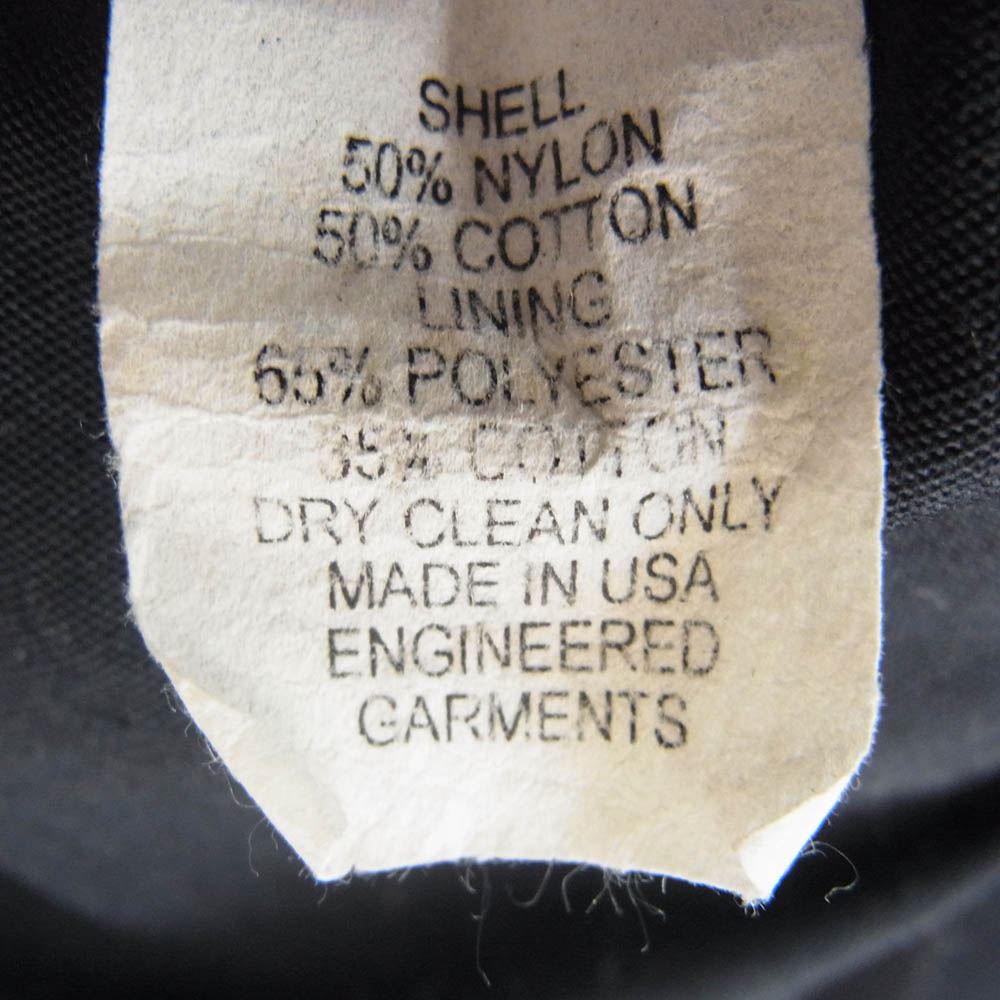 SHELL
50% NYLON
50% COTTON
LINING
65% POLYESTER
35% COTTON
DRY CLEAN ONLY
MADE IN USA
ENGINEERED
GARMENTS